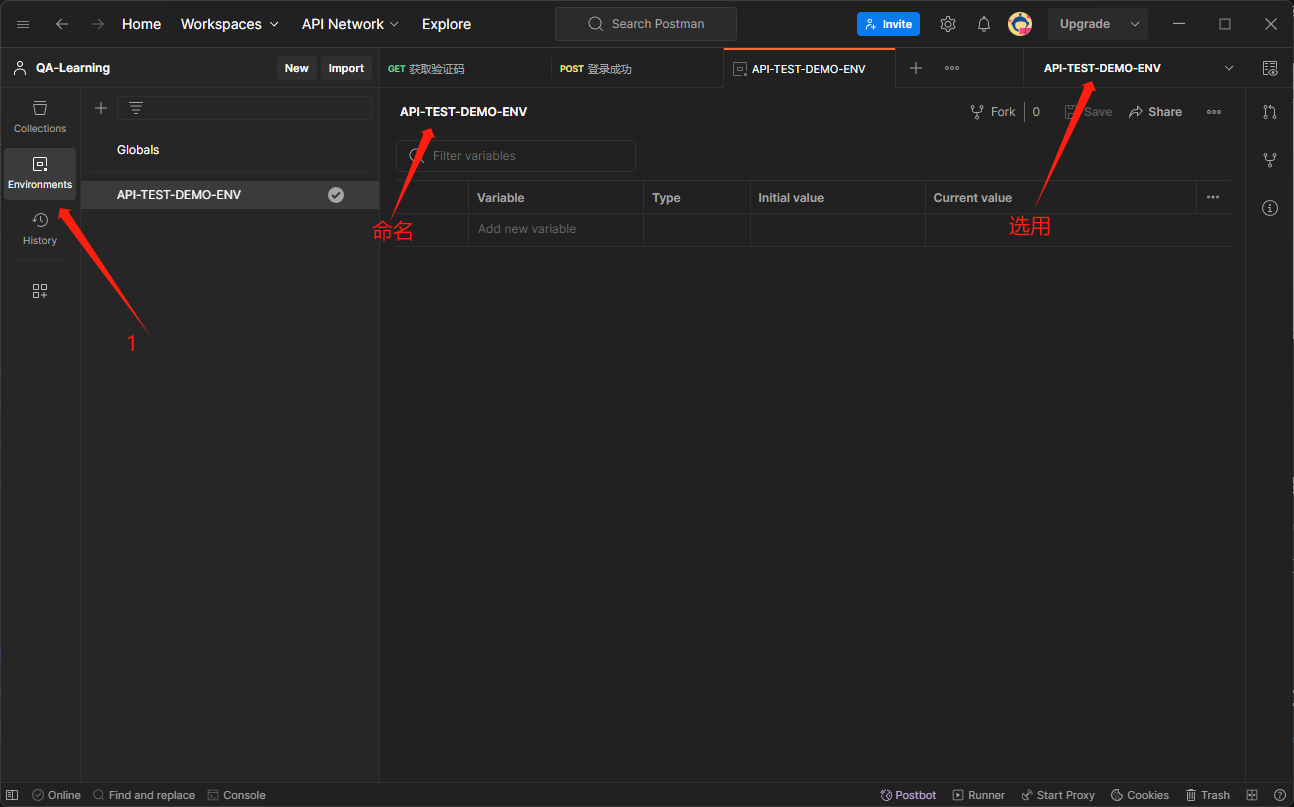 Home Workspaces API Network Explore Search Postman Invite Upgrade
QA-Learning New Import GET 获取验证码 POST 登录成功 API-TEST-DEMO-ENV API-TEST-DEMO-ENV
Collections
Environments
History
Globals
API-TEST-DEMO-ENV
API-TEST-DEMO-ENV Fork 0 Save Share
Filter variables
Variable Type Initial value Current value
Add new variable
命名
选用
1
Online Find and replace Console Postbot Runner Start Proxy Cookies Trash